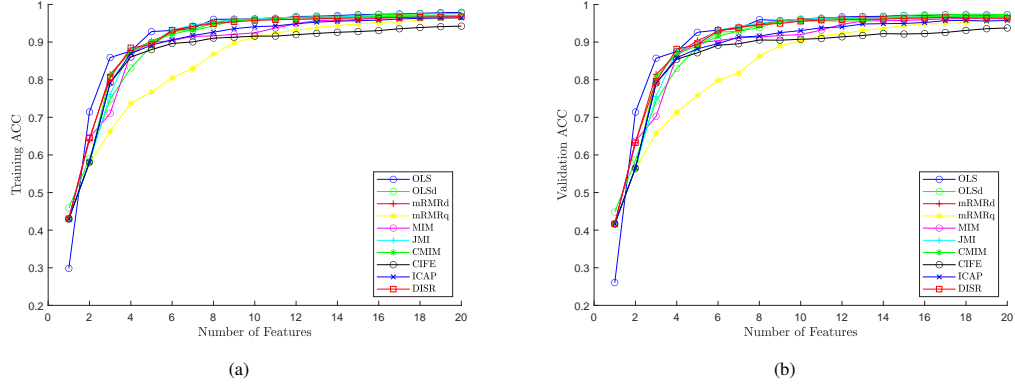 1
0.9
0.8
0.7
0.6
0.5
0.4
0.3
0.2
0 2 4 6 8 10 12 14 16 18 20
Training ACC
Number of Features
OLS
OLSd
mRMRd
mRMRq
MIM
JMI
CMIM
CIFE
ICAP
DISR
(a)
1
0.9
0.8
0.7
0.6
0.5
0.4
0.3
0.2
0 2 4 6 8 10 12 14 16 18 20
Validation ACC
Number of Features
OLS
OLSd
mRMRd
mRMRq
MIM
JMI
CMIM
CIFE
ICAP
DISR
(b)